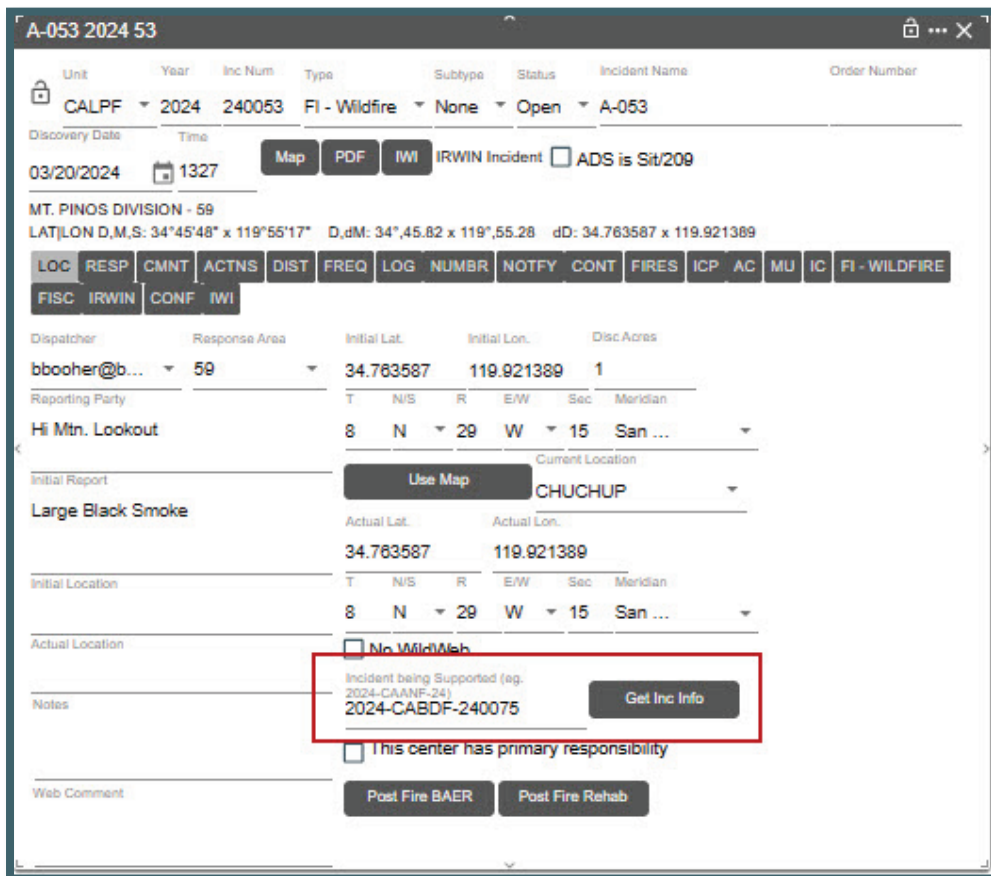 A-053 2024 53
Unit Year Inc Num Type Subtype Status Incident Name Order Number
CALPF 2024 240053 FI - Wildfire None Open A-053
Discovery Date Time
03/20/2024 1327 Map PDF IWI IRWIN Incident ADS is Sit/209
MT. PINOS DIVISION - 59
LAT|LON D,M,S: 34°45'48" x 119°55'17" D,dM: 34°,45.82 x 119°,55.28 dD: 34.763587 x 119.921389
LOC RESP CMNT ACTNS DIST FREQ LOG NUMBR NOTFY CONT FIRES ICP AC MU IC FI - WILDFIRE
FISC IRWIN CONF IWI
Dispatcher Response Area Initial Lat. Initial Lon. Disc Acres
bbooher@b... 59 34.763587 119.921389 1
Reporting Party T N/S R E/W Sec Meridian
Hi Mtn. Lookout 8 N 29 W 15 San ...
Current Location
Initial Report Use Map CHUCHUP
Large Black Smoke
Actual Lat. Actual Lon.
34.763587 119.921389
Initial Location T N/S R E/W Sec Meridian
8 N 29 W 15 San ...
Actual Location No WildWeb
Incident being Supported (eg.
2024-CAANF-24)
Notes 2024-CABDF-240075 Get Inc Info
This center has primary responsibility
Web Comment Post Fire BAER Post Fire Rehab